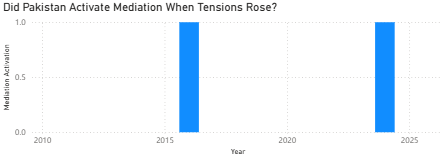 Did Pakistan Activate Mediation When Tensions Rose?
1.0
0.5
0.0
Mediation Activation
2010 2015 2020 2025
Year